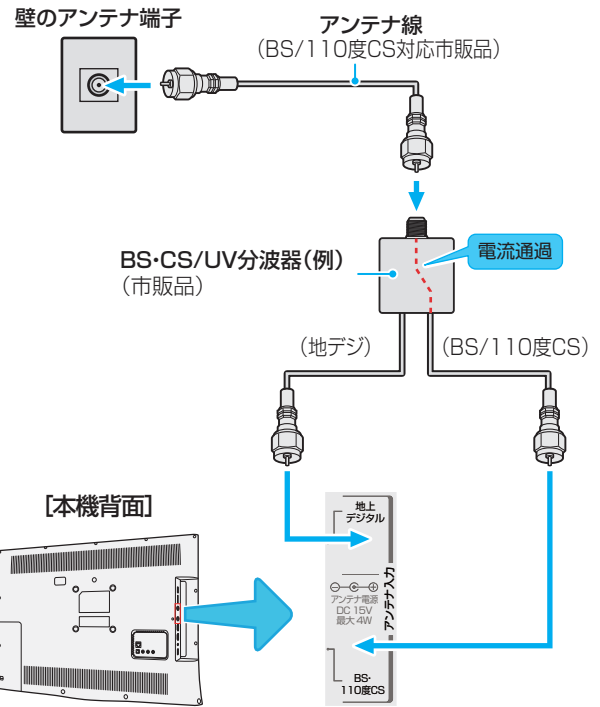 壁のアンテナ端子
アンテナ線
（BS/110度CS対応市販品）
BS・CS/UV分波器（例）
（市販品）
電流通過
（地デジ）
（BS/110度CS）
［本機背面］
地上
デジタル
アンテナ電源
DC 15V
最大 4W
アンテナ入力
BS・
110度CS